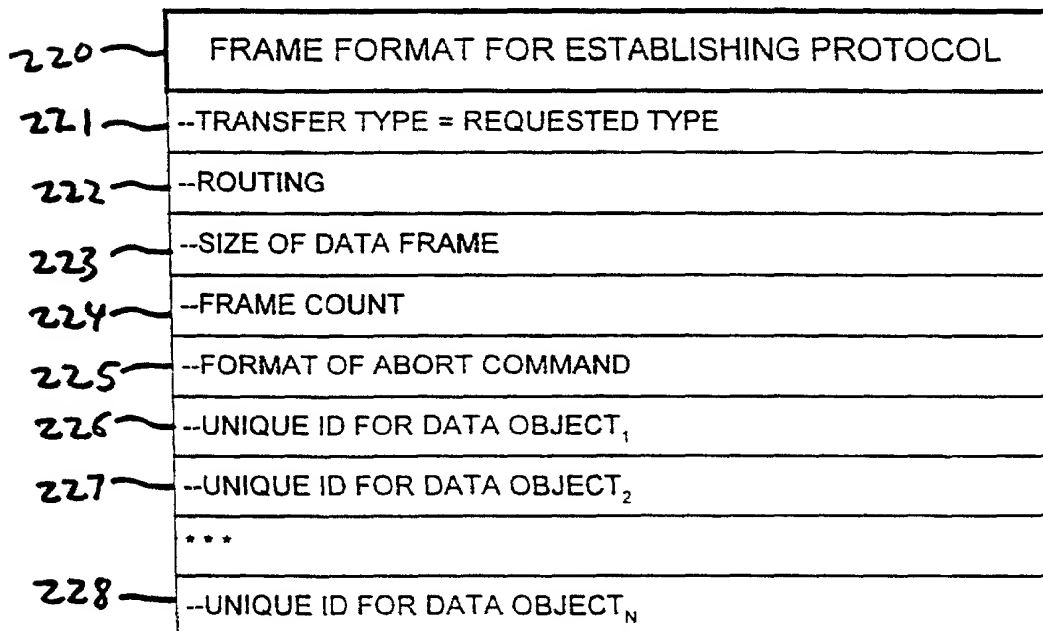 220 FRAME FORMAT FOR ESTABLISHING PROTOCOL
221 --TRANSFER TYPE = REQUESTED TYPE
222 --ROUTING
223 --SIZE OF DATA FRAME
224 --FRAME COUNT
225 --FORMAT OF ABORT COMMAND
226 --UNIQUE ID FOR DATA OBJECT₁
227 --UNIQUE ID FOR DATA OBJECT₂
* * *
228 --UNIQUE ID FOR DATA OBJECT_N